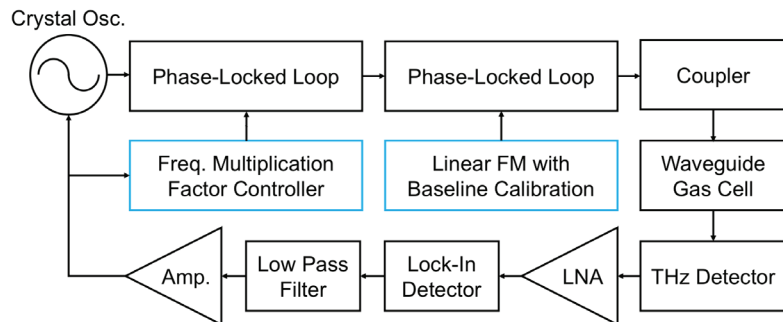 Crystal Osc.
Phase-Locked Loop
Phase-Locked Loop
Coupler
Freq. Multiplication
Factor Controller
Linear FM with
Baseline Calibration
Waveguide
Gas Cell
Amp.
Low Pass
Filter
Lock-In
Detector
LNA
THz Detector